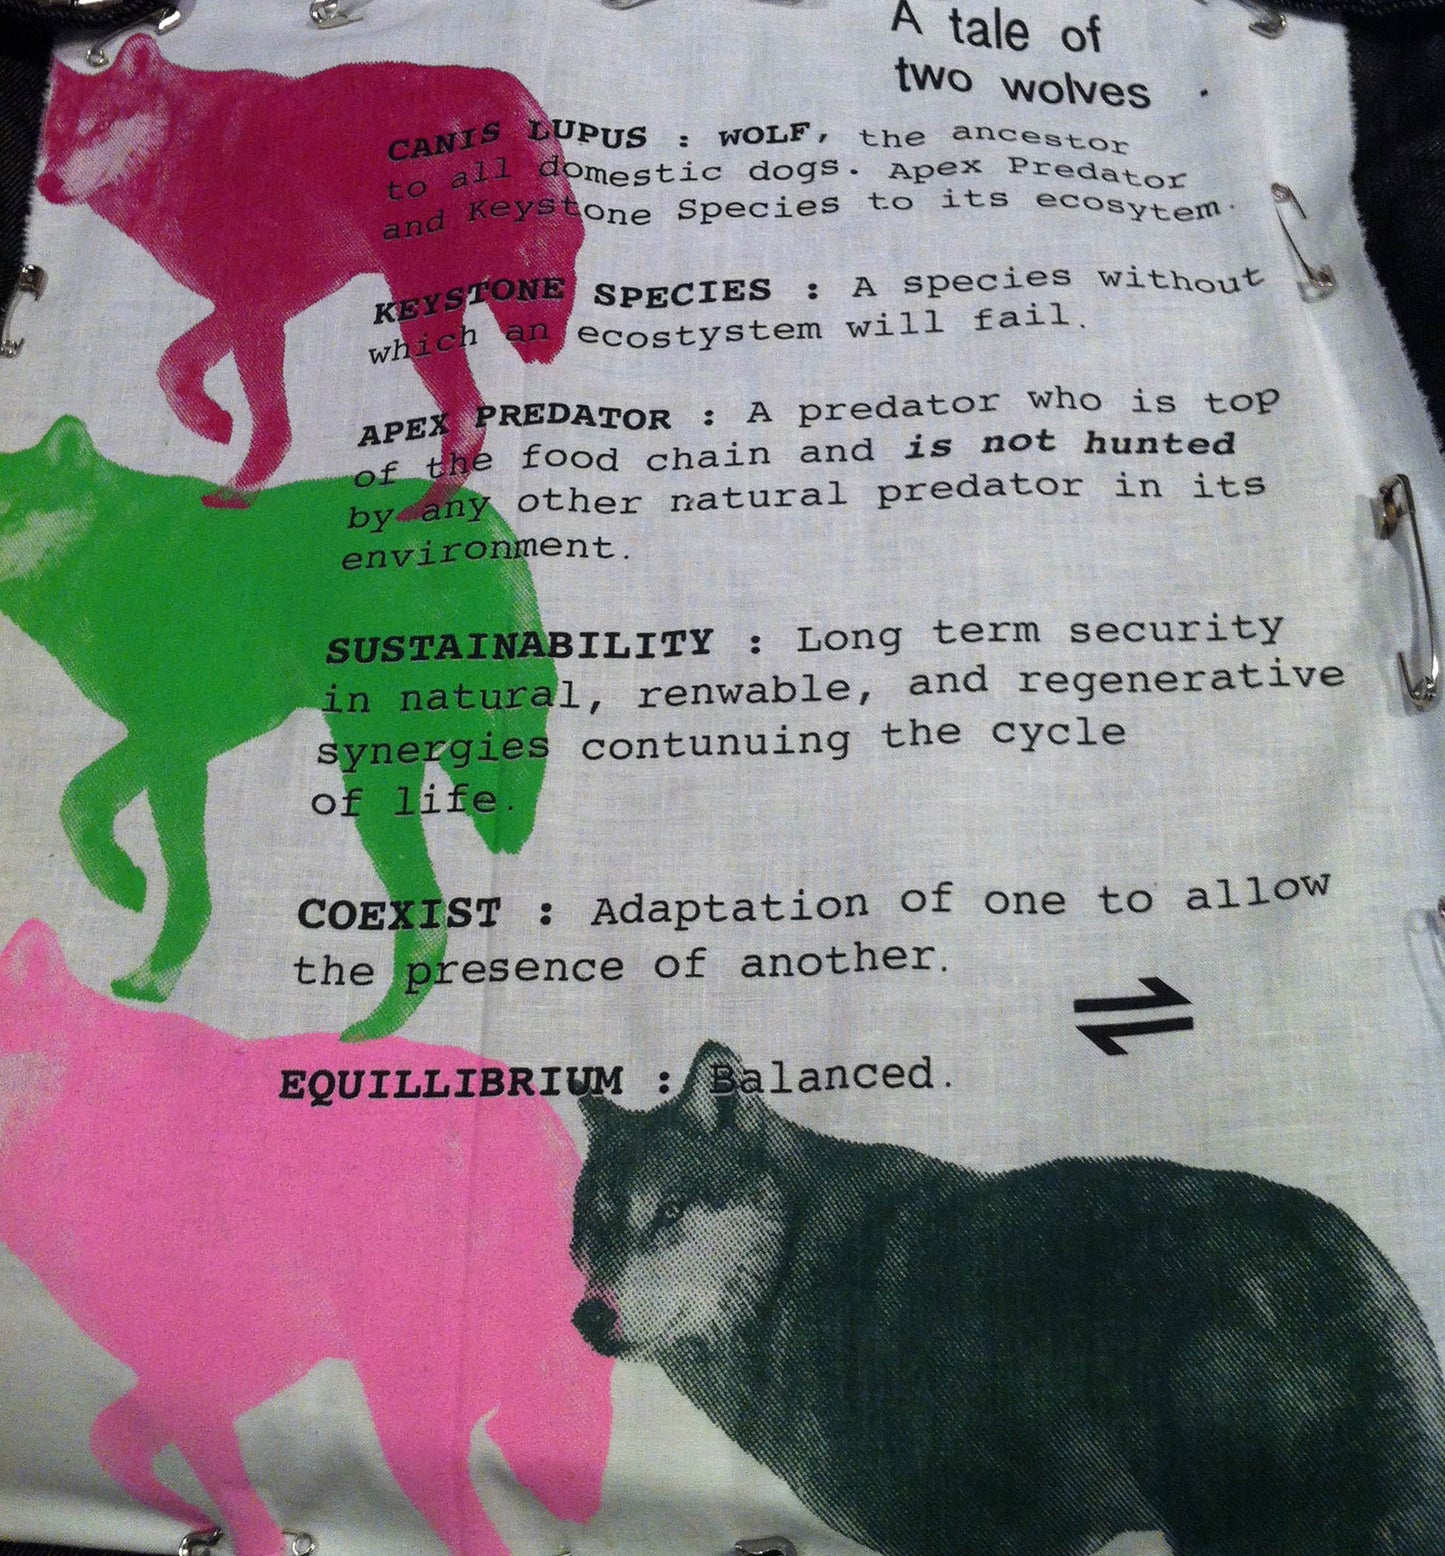 A tale of
two wolves .
CANIS LUPUS : WOLF, the ancestor
to all domestic dogs. Apex Predator
and Keystone Species to its ecosytem.
KEYSTONE SPECIES : A species without
which an ecostystem will fail.
APEX PREDATOR : A predator who is top
of the food chain and is not hunted
by any other natural predator in its
environment.
SUSTAINABILITY : Long term security
in natural, renwable, and regenerative
synergies contunuing the cycle
of life.
COEXIST : Adaptation of one to allow
the presence of another.
⇌
EQUILLIBRIUM : Balanced.